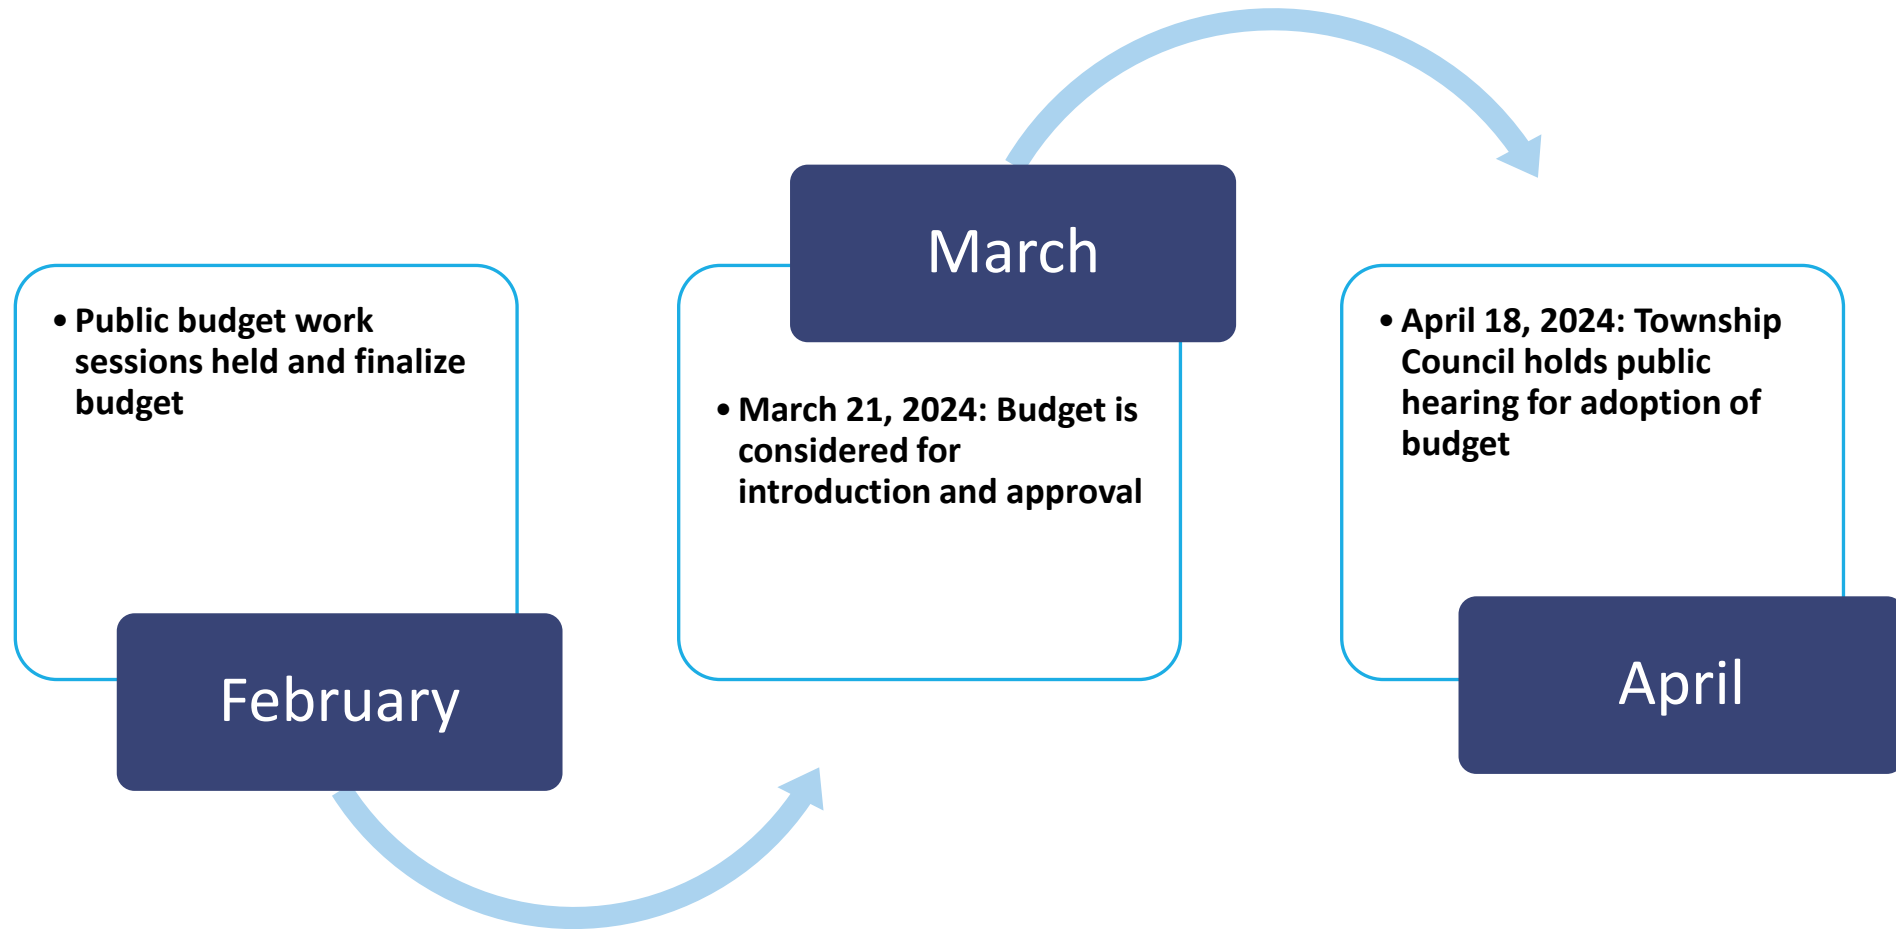 • Public budget work
sessions held and finalize
budget
February
March
• March 21, 2024: Budget is
considered for
introduction and approval
• April 18, 2024: Township
Council holds public
hearing for adoption of
budget
April